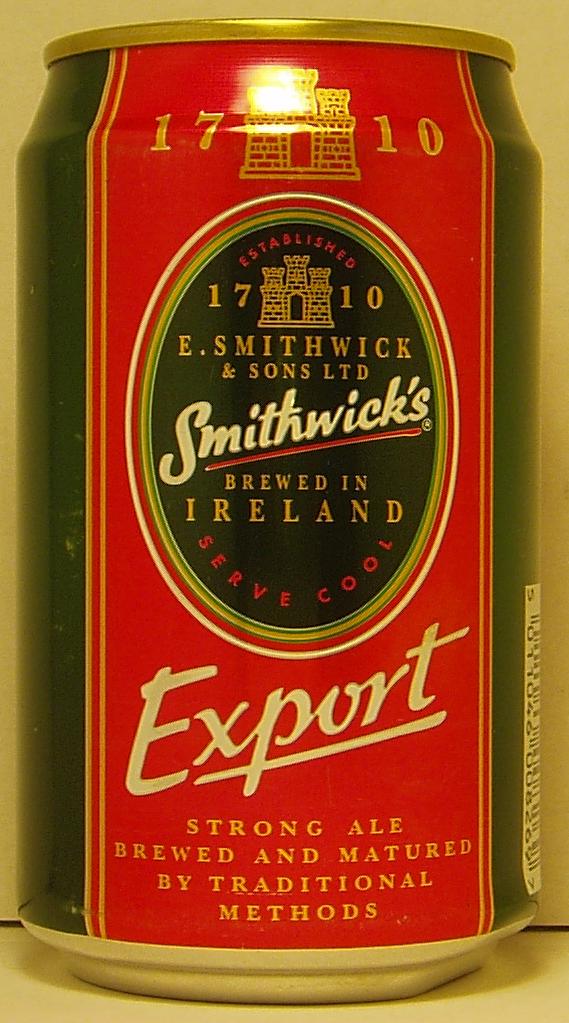 17 10
ESTABLISHED
17 10
E. SMITHWICK
& SONS LTD
Smithwick's®
BREWED IN
IRELAND
SERVE COOL
Export
STRONG ALE
BREWED AND MATURED
BY TRADITIONAL
METHODS